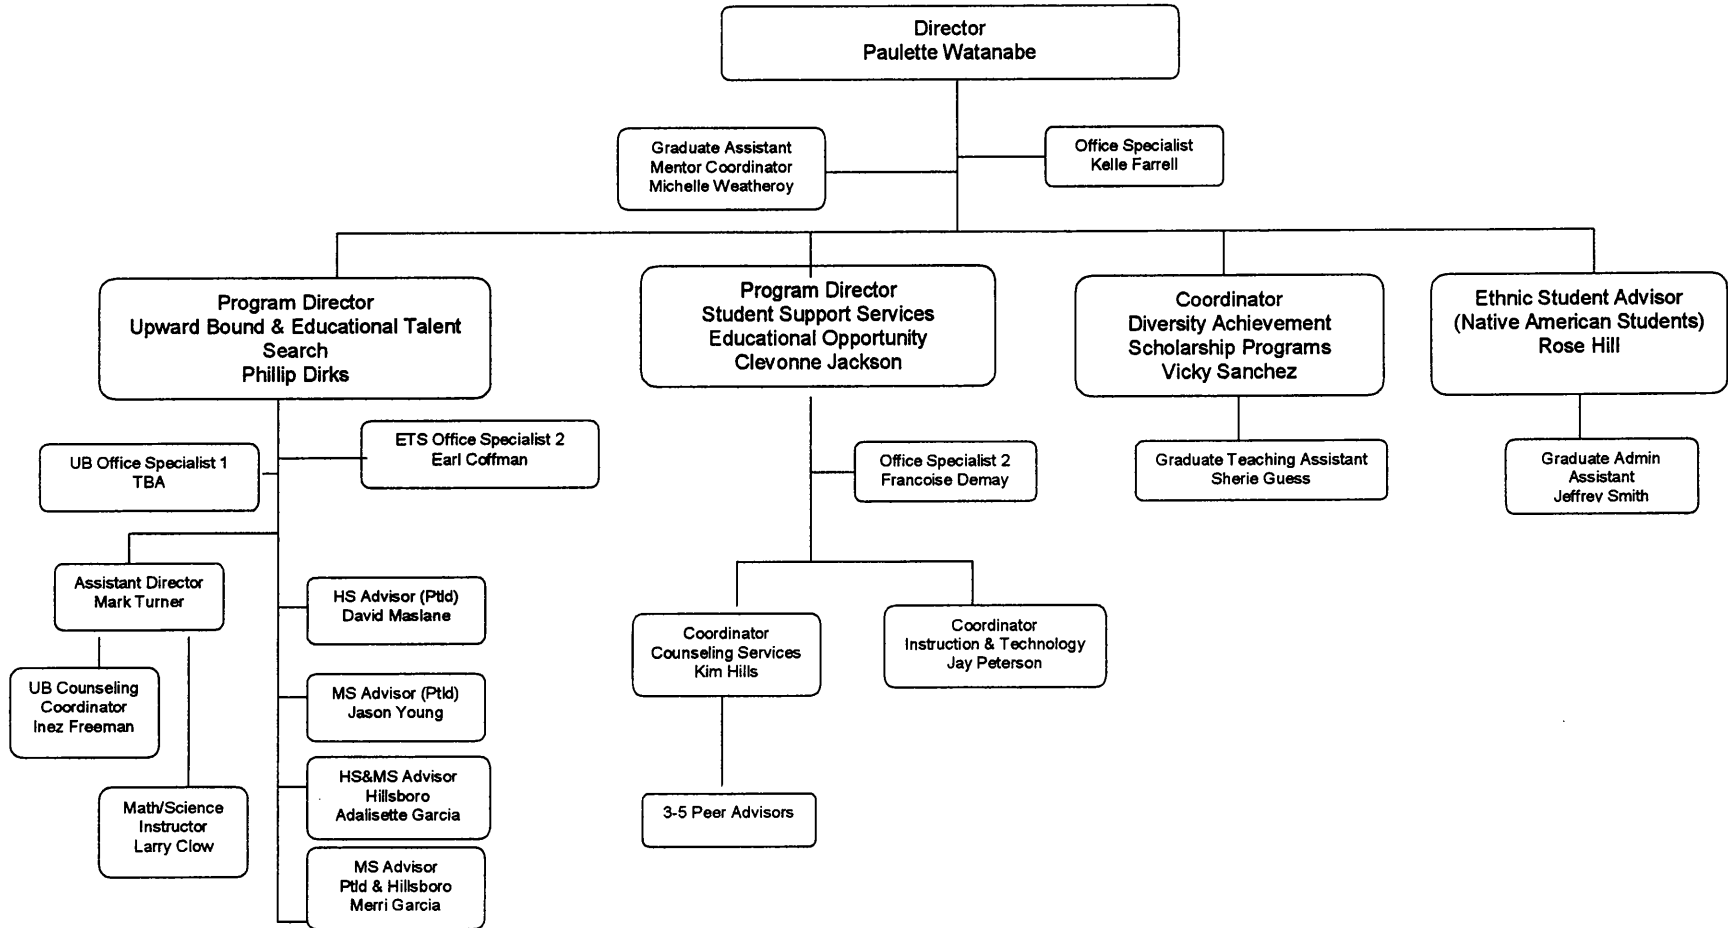 Director
Paulette Watanabe
Graduate Assistant
Mentor Coordinator
Michelle Weatheroy
Office Specialist
Kelle Farrell
Program Director
Upward Bound & Educational Talent
Search
Phillip Dirks
Program Director
Student Support Services
Educational Opportunity
Clevonne Jackson
Coordinator
Diversity Achievement
Scholarship Programs
Vicky Sanchez
Ethnic Student Advisor
(Native American Students)
Rose Hill
UB Office Specialist 1
TBA
ETS Office Specialist 2
Earl Coffman
Office Specialist 2
Francoise Demay
Graduate Teaching Assistant
Sherie Guess
Graduate Admin
Assistant
Jeffrey Smith
Assistant Director
Mark Turner
HS Advisor (Ptld)
David Maslane
Coordinator
Counseling Services
Kim Hills
Coordinator
Instruction & Technology
Jay Peterson
UB Counseling
Coordinator
Inez Freeman
MS Advisor (Ptld)
Jason Young
Math/Science
Instructor
Larry Clow
HS&MS Advisor
Hillsboro
Adalisette Garcia
3-5 Peer Advisors
MS Advisor
Ptld & Hillsboro
Merri Garcia